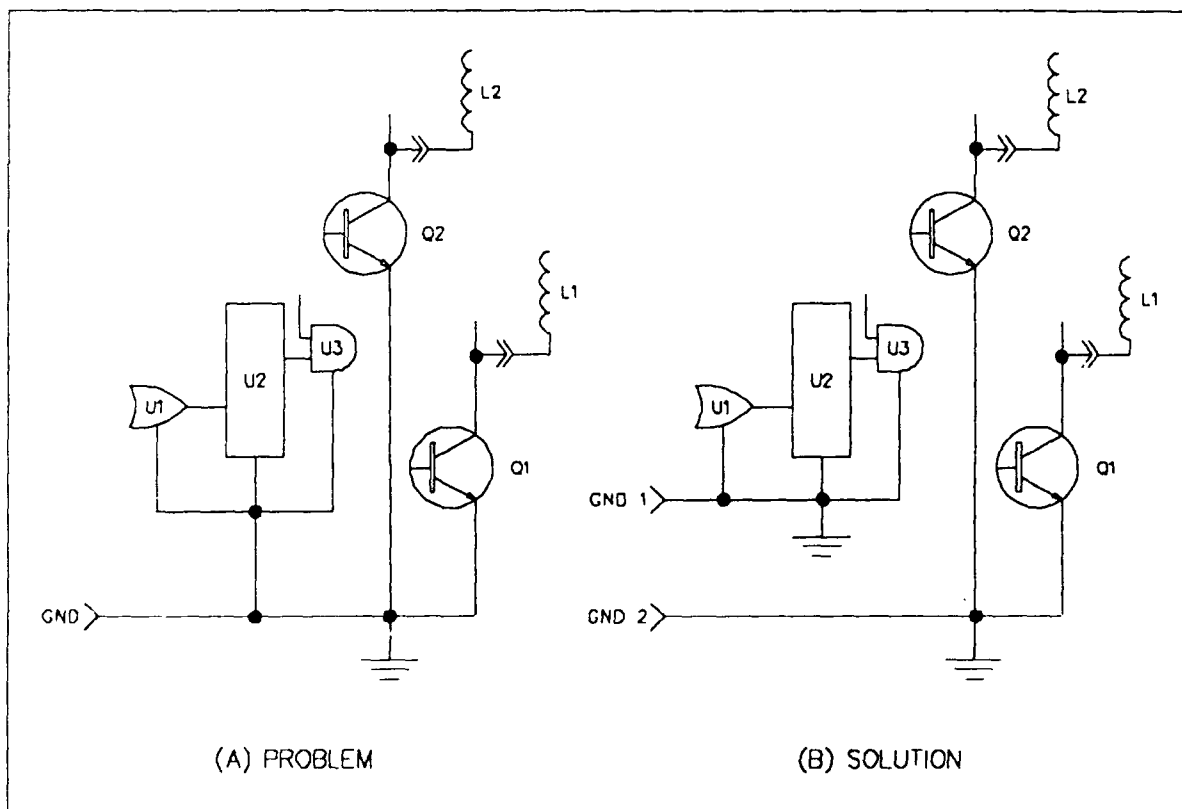 L2
Q2
L1
U3
U2
U1
Q1
GND
(A) PROBLEM
L2
Q2
L1
U3
U2
U1
Q1
GND 1
GND 2
(B) SOLUTION